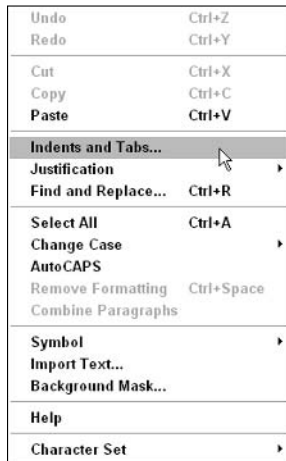 Undo Ctrl+Z
Redo Ctrl+Y
Cut Ctrl+X
Copy Ctrl+C
Paste Ctrl+V
Indents and Tabs...
Justification
Find and Replace... Ctrl+R
Select All Ctrl+A
Change Case
AutoCAPS
Remove Formatting Ctrl+Space
Combine Paragraphs
Symbol
Import Text...
Background Mask...
Help
Character Set